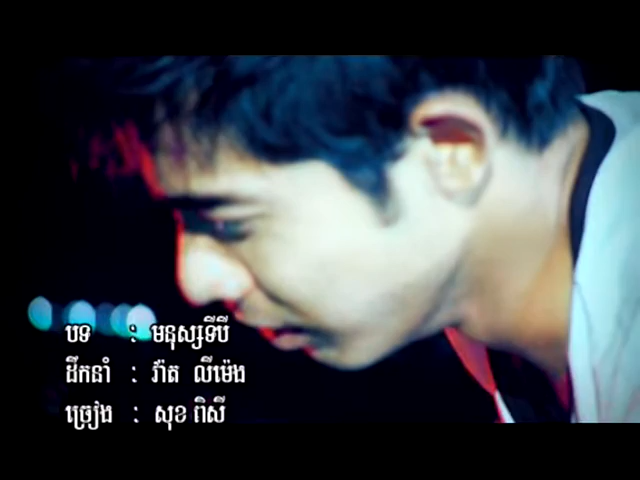 បទ : មនុស្សទីបី
ដឹកនាំ : វ៉ាត លីម៉េង
ច្រៀង : សុខ ពិសី